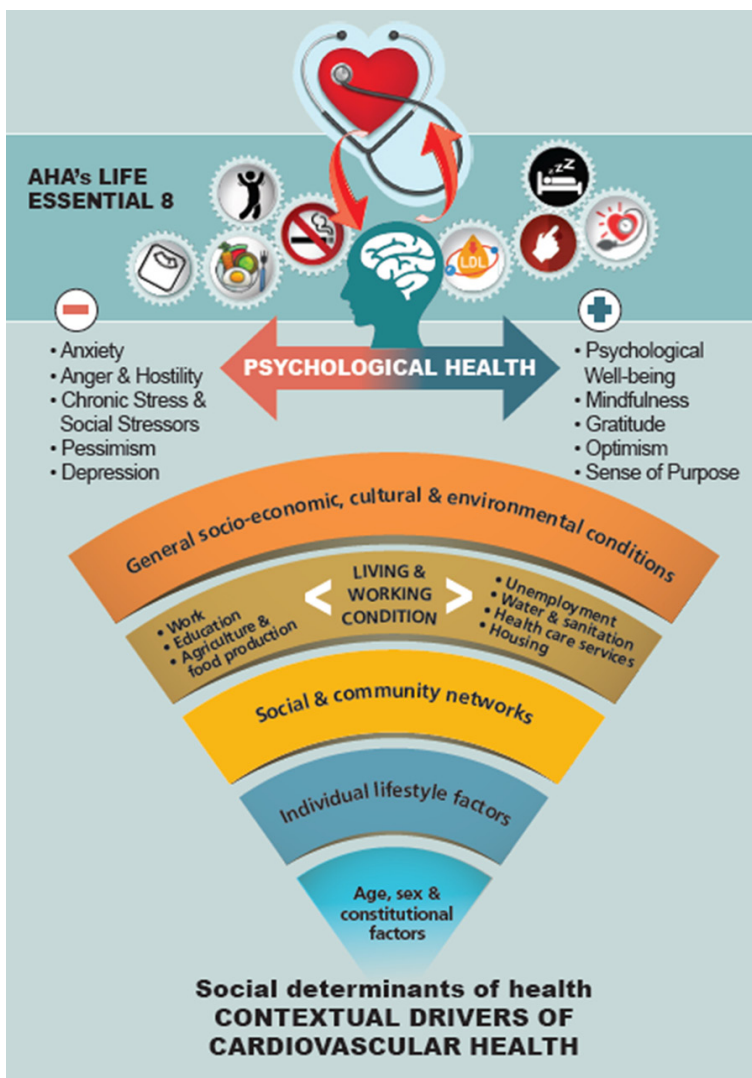 AHA's LIFE
ESSENTIAL 8
zZZ
LDL
• Anxiety
• Anger & Hostility
• Chronic Stress &
Social Stressors
• Pessimism
• Depression
PSYCHOLOGICAL HEALTH
• Psychological
Well-being
• Mindfulness
• Gratitude
• Optimism
• Sense of Purpose
General socio-economic, cultural & environmental conditions
• Work
• Education
• Agriculture &
food production
< LIVING & >
WORKING
CONDITION
• Unemployment
• Water & sanitation
• Health care services
• Housing
Social & community networks
Individual lifestyle factors
Age, sex &
constitutional
factors
Social determinants of health
CONTEXTUAL DRIVERS OF
CARDIOVASCULAR HEALTH